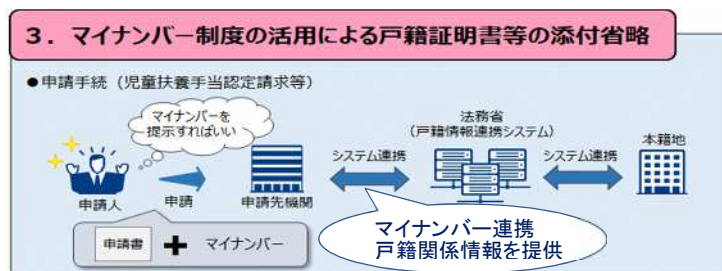 3．マイナンバー制度の活用による戸籍証明書等の添付省略
●申請手続（児童扶養手当認定請求等）
マイナンバーを
提示すればいい
法務省
（戸籍情報連携システム）
本籍地
システム連携
システム連携
申請人
申請
申請先機関
マイナンバー連携
戸籍関係情報を提供
申請書
＋
マイナンバー